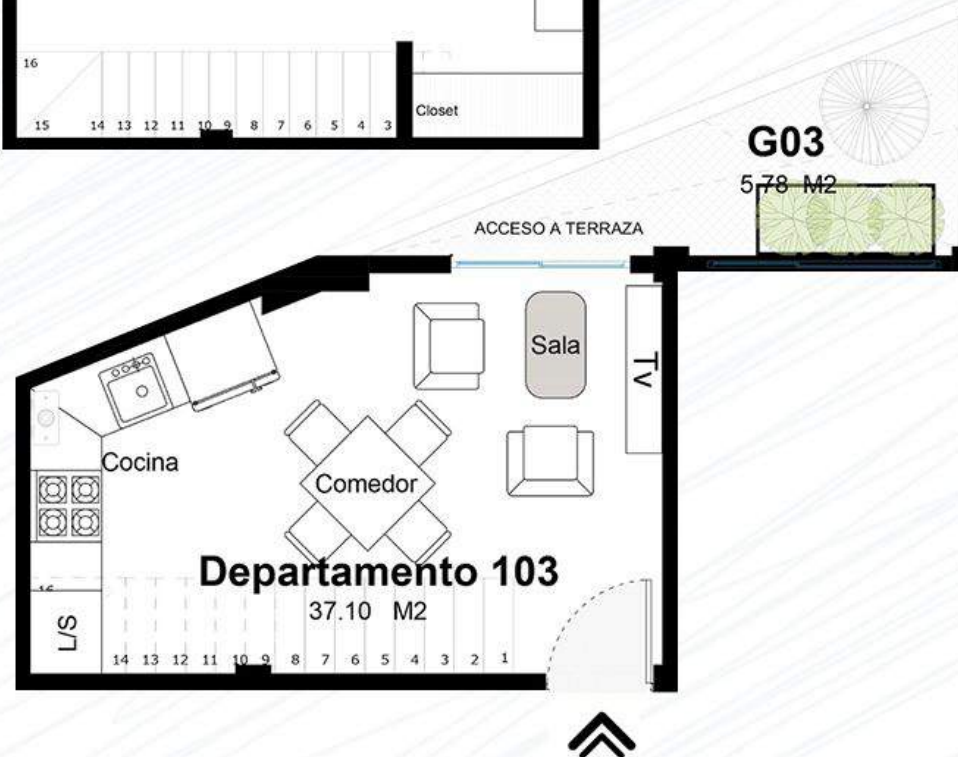 16
15 14 13 12 11 10 9 8 7 6 5 4 3
Closet
G03
5.78 M2
ACCESO A TERRAZA
Sala
Tv
Cocina
Comedor
Departamento 103
37.10 M2
16
L/S
14 13 12 11 10 9 8 7 6 5 4 3 2 1